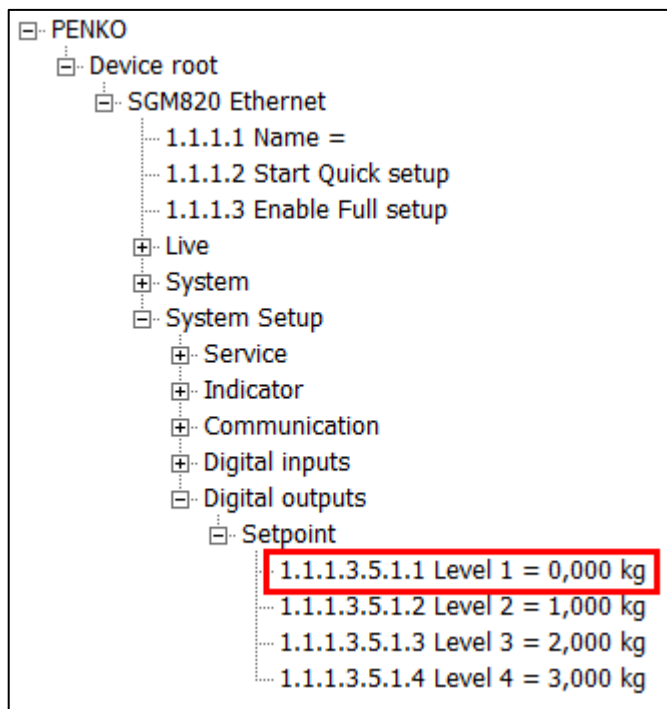 PENKO
Device root
SGM820 Ethernet
1.1.1.1 Name =
1.1.1.2 Start Quick setup
1.1.1.3 Enable Full setup
Live
System
System Setup
Service
Indicator
Communication
Digital inputs
Digital outputs
Setpoint
1.1.1.3.5.1.1 Level 1 = 0,000 kg
1.1.1.3.5.1.2 Level 2 = 1,000 kg
1.1.1.3.5.1.3 Level 3 = 2,000 kg
1.1.1.3.5.1.4 Level 4 = 3,000 kg